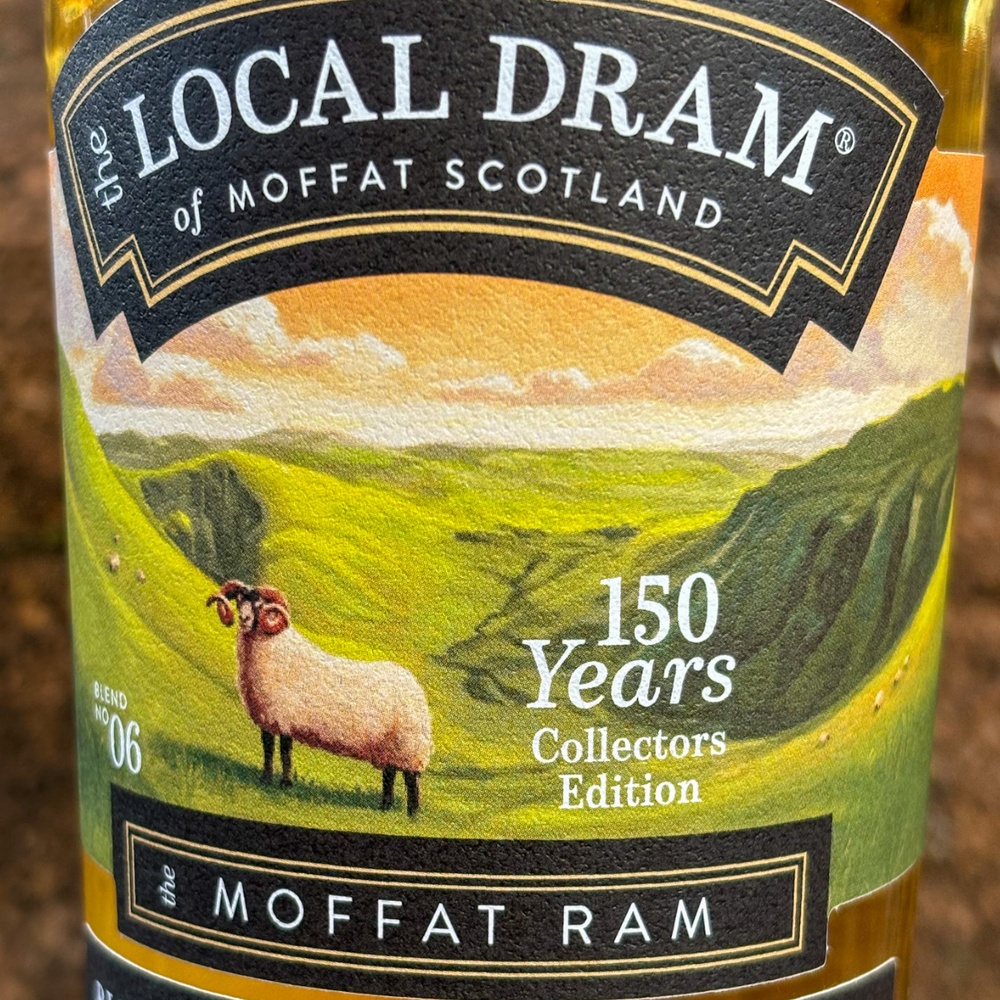 the LOCAL DRAM®
of MOFFAT SCOTLAND
150
Years
Collectors
Edition
BLEND
NO 06
the MOFFAT RAM